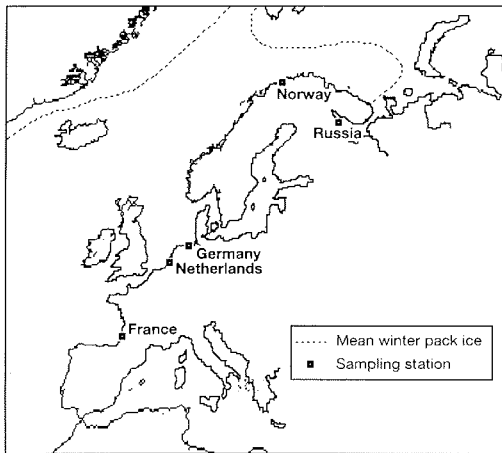 Norway
Russia
Germany
Netherlands
France
Mean winter pack ice
Sampling station